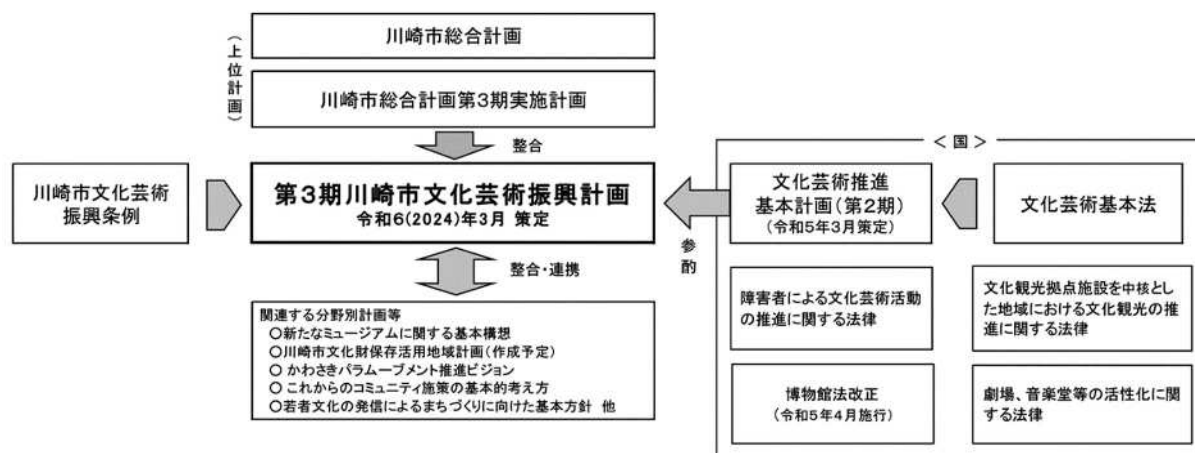 川崎市総合計画
（上位計画）
川崎市総合計画第3期実施計画
整合
＜国＞
川崎市文化芸術
振興条例
第3期川崎市文化芸術振興計画
令和6(2024)年3月 策定
文化芸術推進
基本計画(第2期)
(令和5年3月策定)
文化芸術基本法
参酌
整合・連携
関連する分野別計画等
○新たなミュージアムに関する基本構想
○川崎市文化財保存活用地域計画(作成予定)
○かわさきパラムーブメント推進ビジョン
○これからのコミュニティ施策の基本的考え方
○若者文化の発信によるまちづくりに向けた基本方針 他
障害者による文化芸術活動
の推進に関する法律
文化観光拠点施設を中核とし
た地域における文化観光の推
進に関する法律
博物館法改正
(令和5年4月施行)
劇場、音楽堂等の活性化に関
する法律